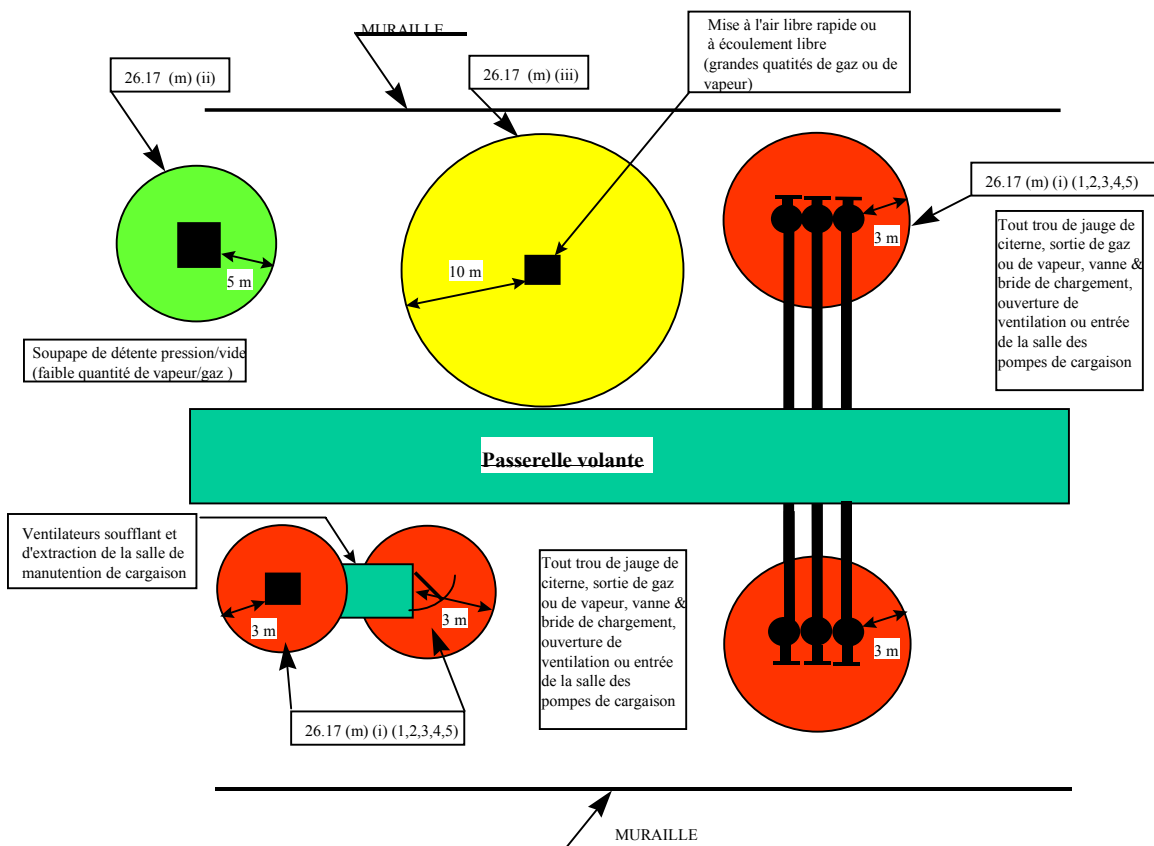 MURAILLE
Mise à l'air libre rapide ou
à écoulement libre
(grandes quatités de gaz ou de
vapeur)
26.17 (m) (ii)
26.17 (m) (iii)
26.17 (m) (i) (1,2,3,4,5)
3 m
Tout trou de jauge de
citerne, sortie de gaz
ou de vapeur, vanne &
bride de chargement,
ouverture de
ventilation ou entrée
de la salle des
pompes de cargaison
10 m
5 m
Soupape de détente pression/vide
(faible quantité de vapeur/gaz )
Passerelle volante
Ventilateurs soufflant et
d'extraction de la salle de
manutention de cargaison
Tout trou de jauge de
citerne, sortie de gaz
ou de vapeur, vanne &
bride de chargement,
ouverture de
ventilation ou entrée
de la salle des
pompes de cargaison
3 m
3 m
3 m
26.17 (m) (i) (1,2,3,4,5)
MURAILLE